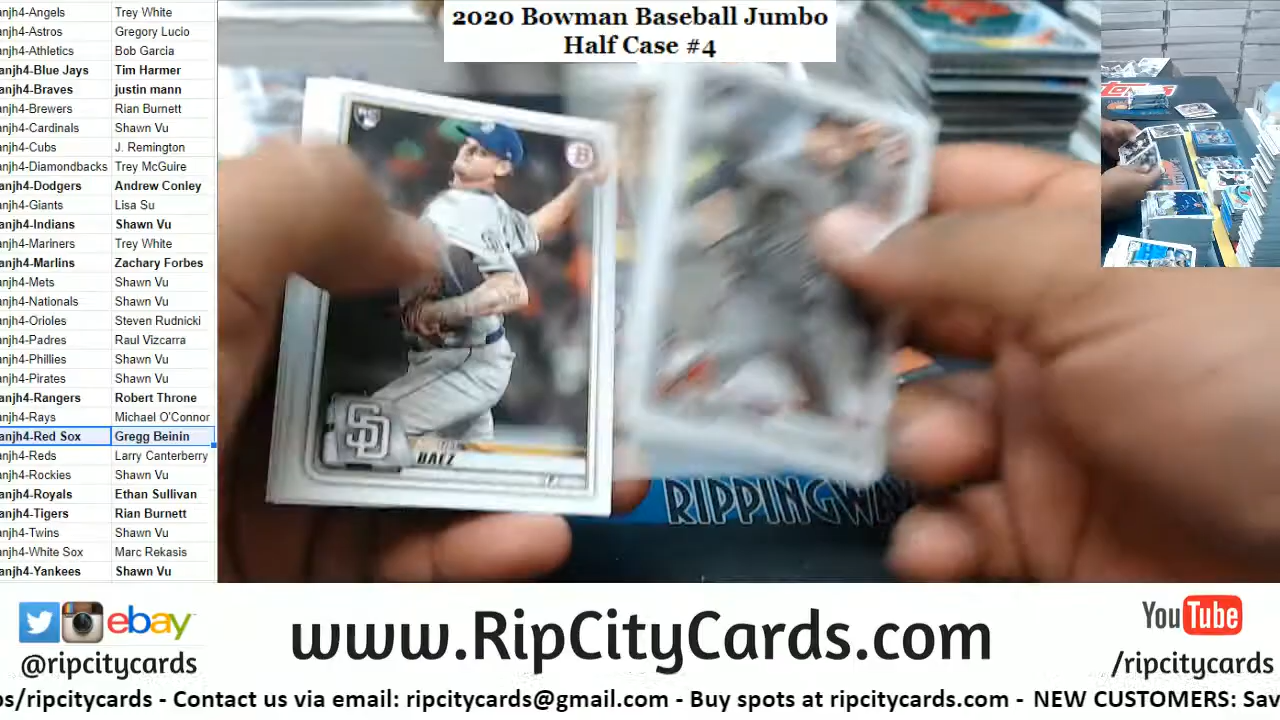 2020 Bowman Baseball Jumbo
Half Case #4
anjh4-Angels Trey White
anjh4-Astros Gregory Lucio
anjh4-Athletics Bob Garcia
anjh4-Blue Jays Tim Harmer
anjh4-Braves justin mann
anjh4-Brewers Rian Burnett
anjh4-Cardinals Shawn Vu
anjh4-Cubs J. Remington
anjh4-Diamondbacks Trey McGuire
anjh4-Dodgers Andrew Conley
anjh4-Giants Lisa Su
anjh4-Indians Shawn Vu
anjh4-Mariners Trey White
anjh4-Marlins Zachary Forbes
anjh4-Mets Shawn Vu
anjh4-Nationals Shawn Vu
anjh4-Orioles Steven Rudnicki
anjh4-Padres Raul Vizcarra
anjh4-Phillies Shawn Vu
anjh4-Pirates Shawn Vu
anjh4-Rangers Robert Throne
anjh4-Rays Michael O'Connor
anjh4-Red Sox Gregg Beinin
anjh4-Reds Larry Canterberry
anjh4-Rockies Shawn Vu
anjh4-Royals Ethan Sullivan
anjh4-Tigers Rian Burnett
anjh4-Twins Shawn Vu
anjh4-White Sox Marc Rekasis
anjh4-Yankees Shawn Vu
B
SD
BAEZ
RIPPINGWA
topps
ebay
@ripcitycards
www.RipCityCards.com
YouTube
/ripcitycards
os/ripcitycards - Contact us via email: ripcitycards@gmail.com - Buy spots at ripcitycards.com - NEW CUSTOMERS: Sav